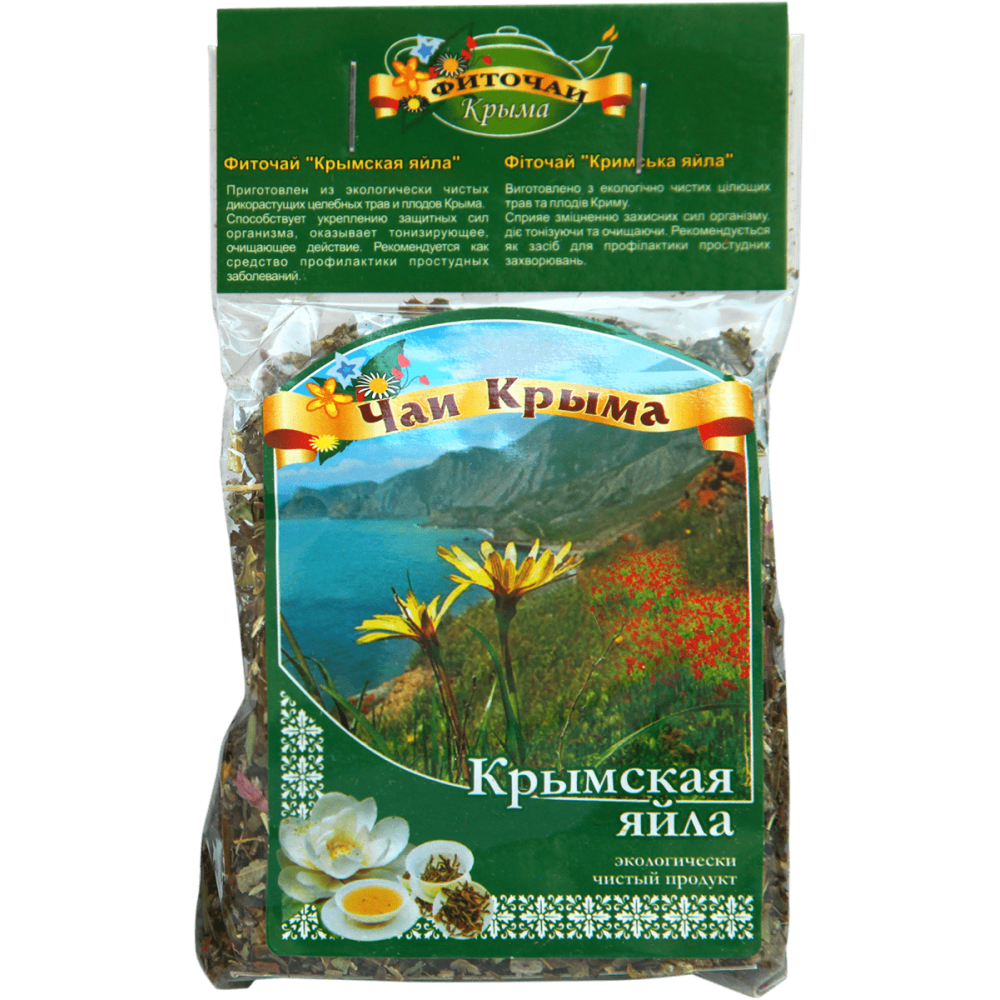 ФИТОЧАИ
Крыма
Фиточай "Крымская яйла"
Приготовлен из экологически чистых
дикорастущих целебных трав и плодов Крыма.
Способствует укреплению защитных сил
организма, оказывает тонизирующее,
очищающее действие. Рекомендуется как
средство профилактики простудных
заболеваний.
Фіточай "Кримська яйла"
Виготовлено з екологічно чистих цілющих
трав та плодів Криму.
Сприяє зміцненню захисних сил організму,
діє тонізуючи та очищаючи. Рекомендується
як засіб для профілактики простудних
захворювань.
Чаи Крыма
Крымская
яйла
экологически
чистый продукт